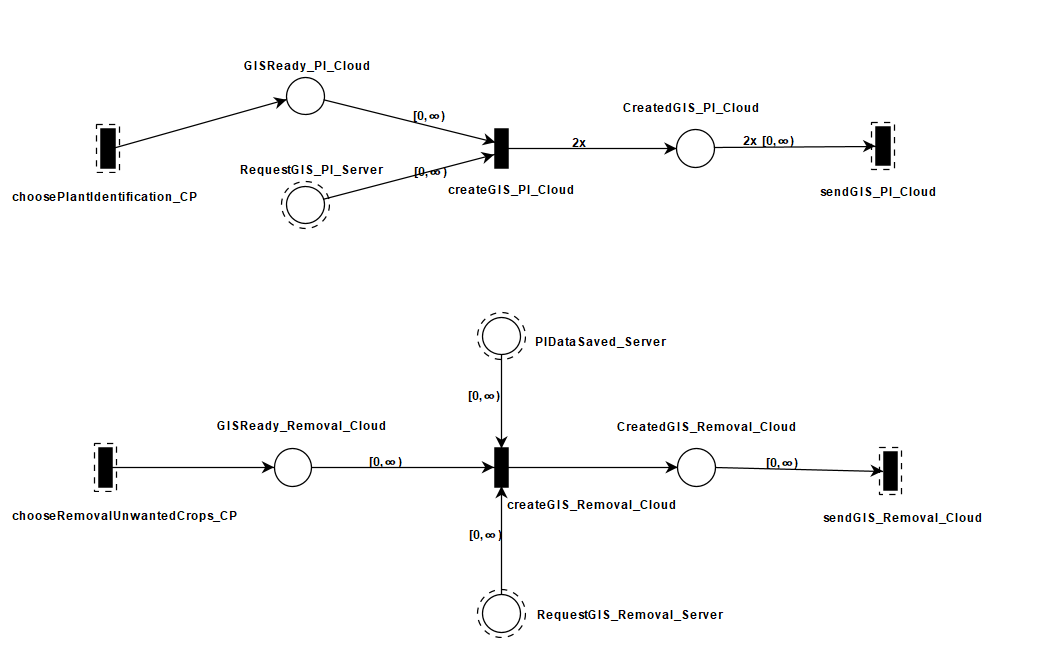 GISReady_PI_Cloud
[0, ∞)
CreatedGIS_PI_Cloud
2x
2x [0, ∞)
RequestGIS_PI_Server
[0, ∞)
createGIS_PI_Cloud
choosePlantIdentification_CP
sendGIS_PI_Cloud
PIDataSaved_Server
[0, ∞)
GISReady_Removal_Cloud
CreatedGIS_Removal_Cloud
[0, ∞)
[0, ∞)
createGIS_Removal_Cloud
chooseRemovalUnwantedCrops_CP
sendGIS_Removal_Cloud
[0, ∞)
RequestGIS_Removal_Server